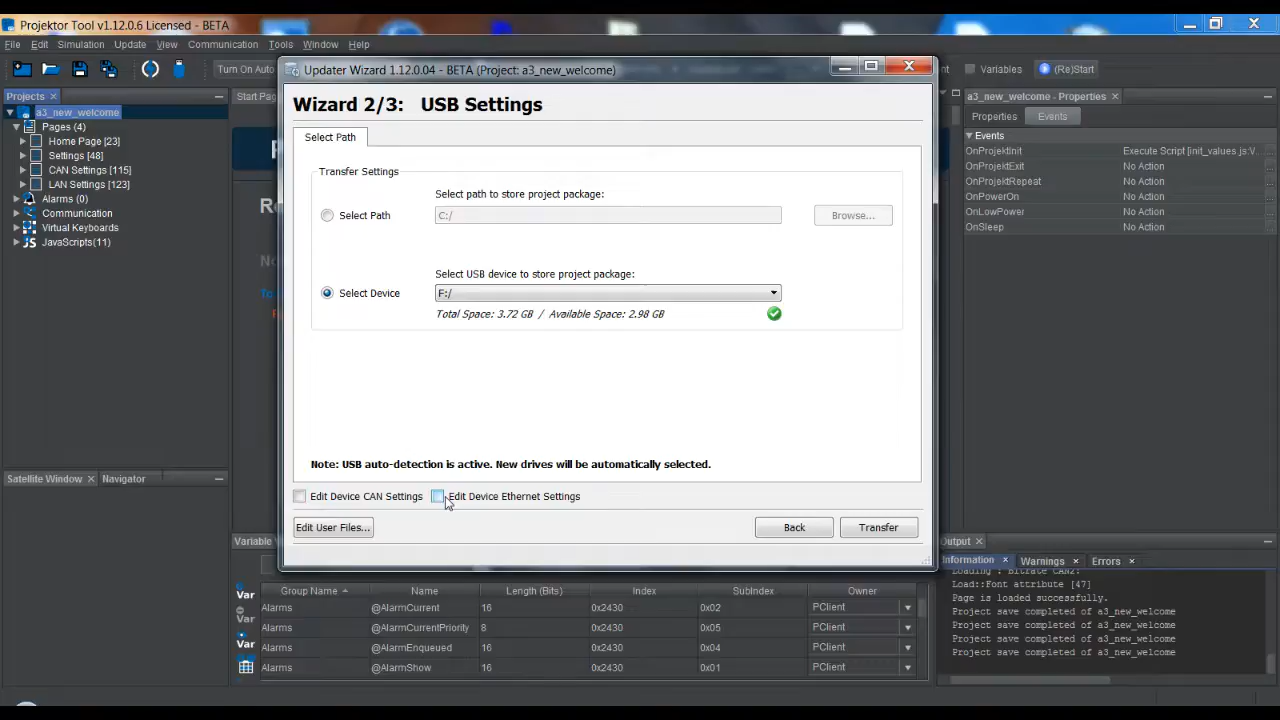 Projektor Tool v1.12.0.6 Licensed - BETA
File Edit Simulation Update View Communication Tools Window Help
Turn On Auto
Variables
(Re)Start
Projects
a3_new_welcome
Pages (4)
Home Page [23]
Settings [48]
CAN Settings [115]
LAN Settings [123]
Alarms (0)
Communication
Virtual Keyboards
JavaScripts(11)
Satellite Window
Navigator
Start Pag
Updater Wizard 1.12.0.04 - BETA (Project: a3_new_welcome)
Wizard 2/3: USB Settings
Select Path
Transfer Settings
Select path to store project package:
Select Path
C:/
Browse...
Select USB device to store project package:
Select Device
F:/
Total Space: 3.72 GB / Available Space: 2.98 GB
Note: USB auto-detection is active. New drives will be automatically selected.
Edit Device CAN Settings
Edit Device Ethernet Settings
Edit User Files...
Back
Transfer
a3_new_welcome - Properties
Properties
Events
Events
OnProjektInit Execute Script [init_values.js:V
OnProjektExit No Action
OnProjektRepeat No Action
OnPowerOn No Action
OnLowPower No Action
OnSleep No Action
Variable
Var
Var
Var
Group Name Name Length (Bits) Index SubIndex Owner
Alarms @AlarmCurrent 16 0x2430 0x02 PClient
Alarms @AlarmCurrentPriority 8 0x2430 0x05 PClient
Alarms @AlarmEnqueued 16 0x2430 0x04 PClient
Alarms @AlarmShow 16 0x2430 0x01 PClient
Output
Information
Warnings
Errors
Loading : Bitrate CAN2:
Load::Font attribute [47]
Page is loaded successfully.
Project save completed of a3_new_welcome
Project save completed of a3_new_welcome
Project save completed of a3_new_welcome
Project save completed of a3_new_welcome